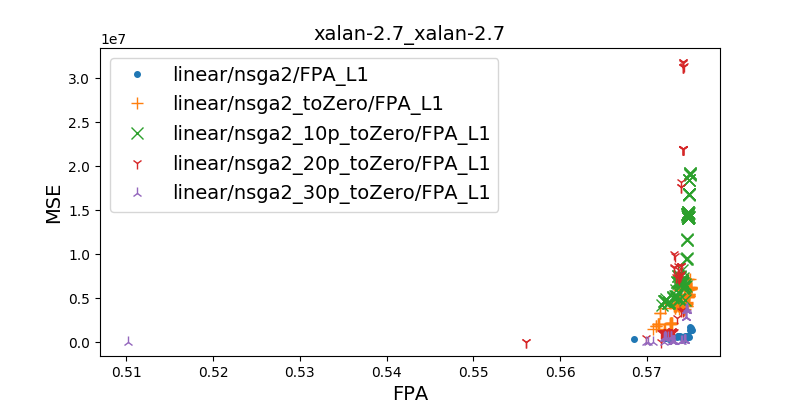 xalan-2.7_xalan-2.7
1e7
linear/nsga2/FPA_L1
linear/nsga2_toZero/FPA_L1
linear/nsga2_10p_toZero/FPA_L1
linear/nsga2_20p_toZero/FPA_L1
linear/nsga2_30p_toZero/FPA_L1
3.0
2.5
2.0
1.5
1.0
0.5
0.0
MSE
0.51 0.52 0.53 0.54 0.55 0.56 0.57
FPA